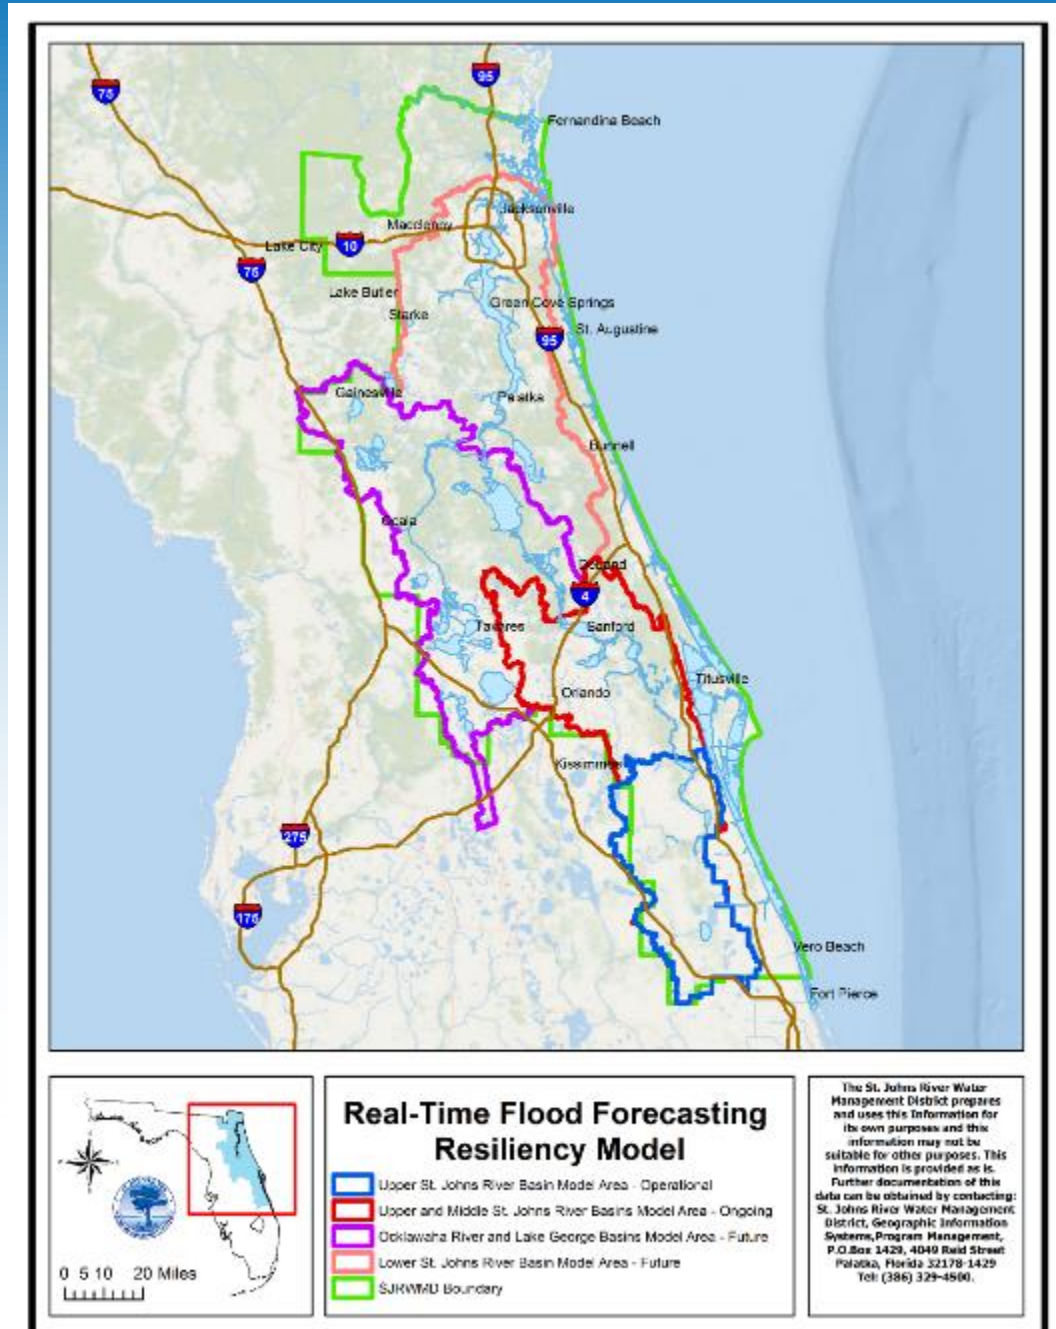 75
95
Fernandina Beach
Jacksonville
Macclenny
Lake City
10
75
Lake Butler
Green Cove Springs
Starke
St. Augustine
95
Gainesville
Palatka
Bunnell
Ocala
Deland
4
Tavares
Sanford
Titusville
Orlando
Kissimmee
275
175
Vero Beach
Fort Pierce
0 5 10 20 Miles
Real-Time Flood Forecasting
Resiliency Model
Upper St. Johns River Basin Model Area - Operational
Upper and Middle St. Johns River Basins Model Area - Ongoing
Ocklawaha River and Lake George Basins Model Area - Future
Lower St. Johns River Basin Model Area - Future
SJRWMD Boundary
The St. Johns River Water
Management District prepares
and uses this information for
its own purposes and this
information may not be
suitable for other purposes. This
information is provided as is.
Further documentation of this
data can be obtained by contacting:
St. Johns River Water Management
District, Geographic Information
Systems,Program Management,
P.O.Box 1429, 4049 Reid Street
Palatka, Florida 32178-1429
Tel: (386) 329-4500.